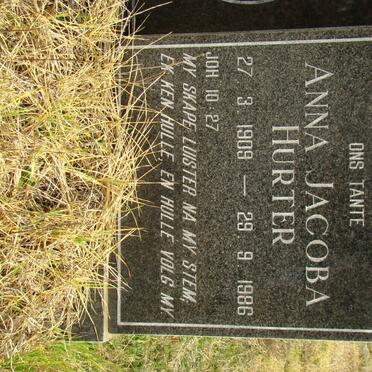 ONS TANTE
ANNA JACOBA
HURTER
27 3 1909 — 29 9 1986
JOH 10:27
MY SKAPE LUISTER NA MY STEM,
EK KEN HULLE, EN HULLE VOLG MY